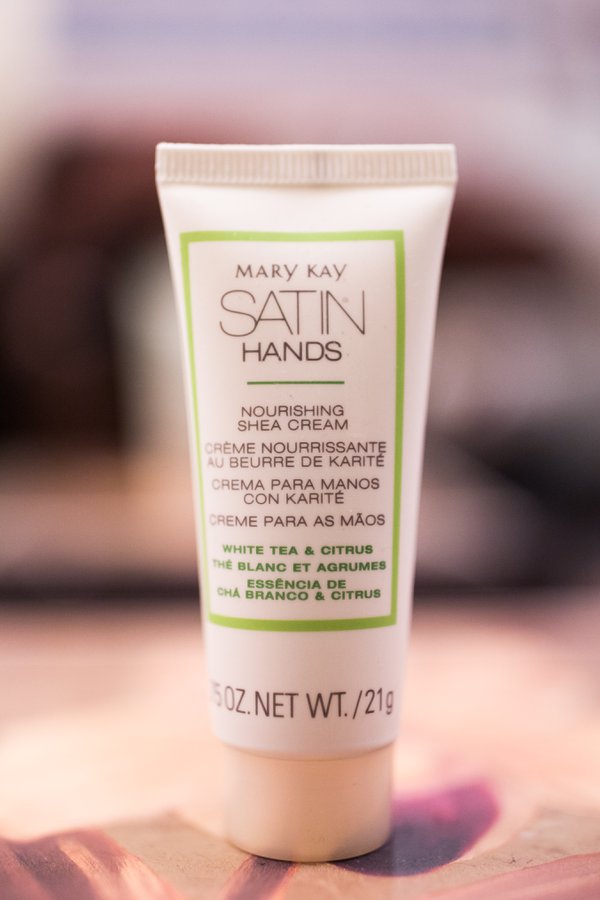 MARY KAY
SATIN
HANDS
NOURISHING
SHEA CREAM
CRÈME NOURRISSANTE
AU BEURRE DE KARITÉ
CREMA PARA MANOS
CON KARITÉ
CREME PARA AS MÃOS
WHITE TEA & CITRUS
THÉ BLANC ET AGRUMES
ESSÊNCIA DE
CHÁ BRANCO & CITRUS
OZ. NET WT. / 21g